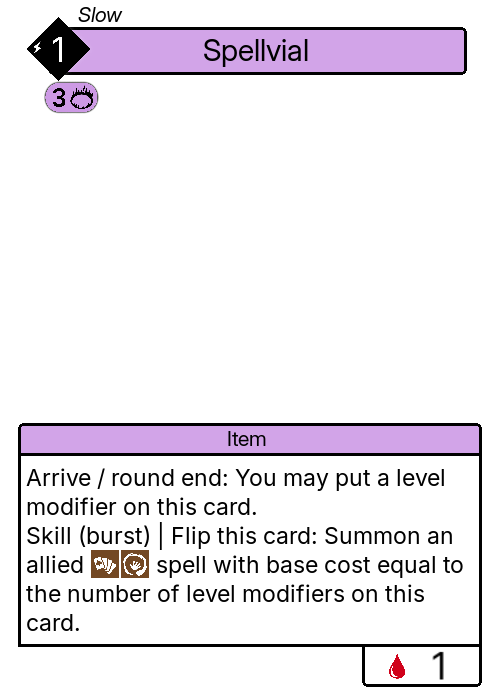 Slow
1 Spellvial
3
Item
Arrive / round end: You may put a level
modifier on this card.
Skill (burst) | Flip this card: Summon an
allied spell with base cost equal to
the number of level modifiers on this
card.
1